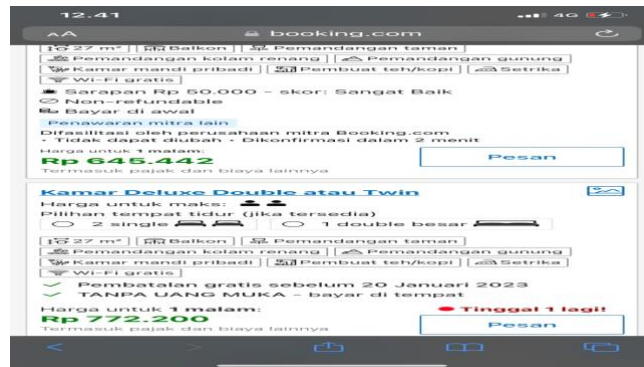 12.41
4G
AA booking.com
27 m² Balkon Pemandangan taman
Pemandangan kolam renang Pemandangan gunung
Kamar mandi pribadi Pembuat teh/kopi Setrika
Wi-Fi gratis
Sarapan Rp 50.000 – skor: Sangat Baik
Non-refundable
Bayar di awal
Penawaran mitra lain
Difasilitasi oleh perusahaan mitra Booking.com
• Tidak dapat diubah • Dikonfirmasi dalam 2 menit
Harga untuk 1 malam:
Rp 645.442
Pesan
Termasuk pajak dan biaya lainnya
Kamar Deluxe Double atau Twin
Harga untuk maks:
Pilihan tempat tidur (jika tersedia)
2 single 1 double besar
27 m² Balkon Pemandangan taman
Pemandangan kolam renang Pemandangan gunung
Kamar mandi pribadi Pembuat teh/kopi Setrika
Wi-Fi gratis
Pembatalan gratis sebelum 20 Januari 2023
TANPA UANG MUKA – bayar di tempat
Harga untuk 1 malam: Tinggal 1 lagi!
Rp 772.200
Pesan
Termasuk pajak dan biaya lainnya